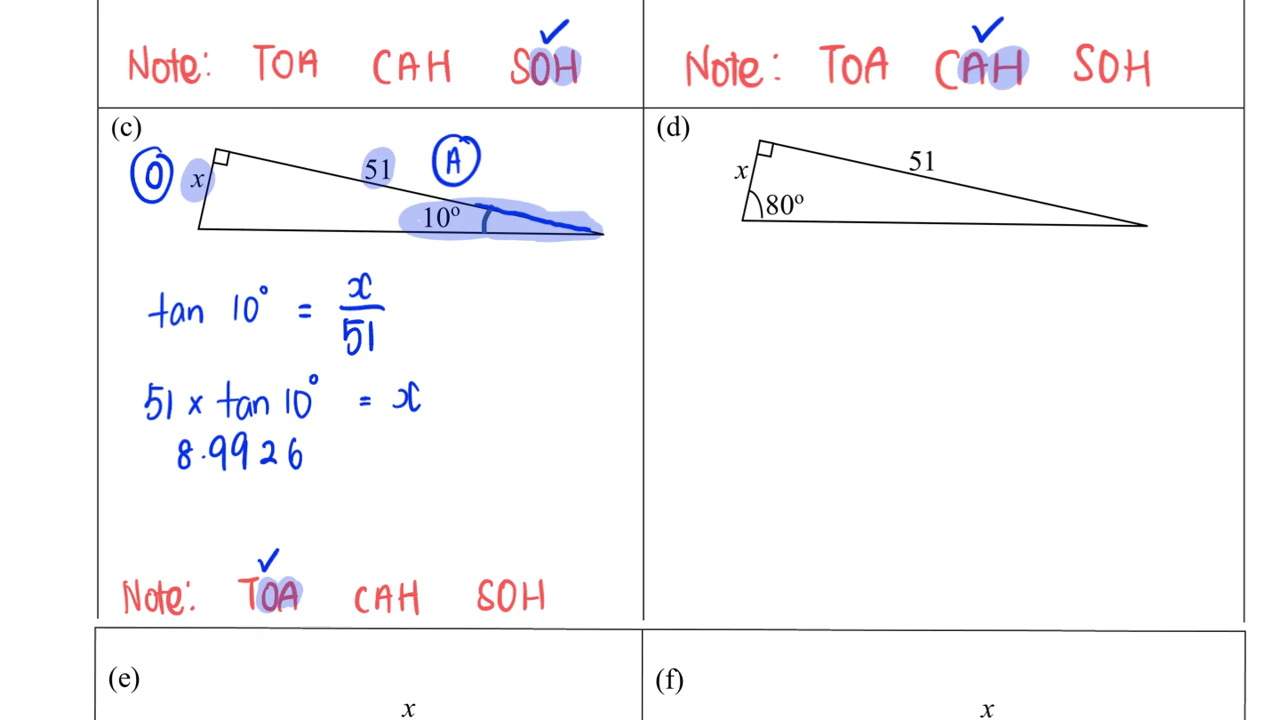 Note: TOA CAH SOH
Note: TOA CAH SOH
(c)
O x 51 A
10°
tan 10° = x/51
51 × tan 10° = x
8.9926
Note: TOA CAH SOH
(d)
x 51
80°
(e)
x
(f)
x